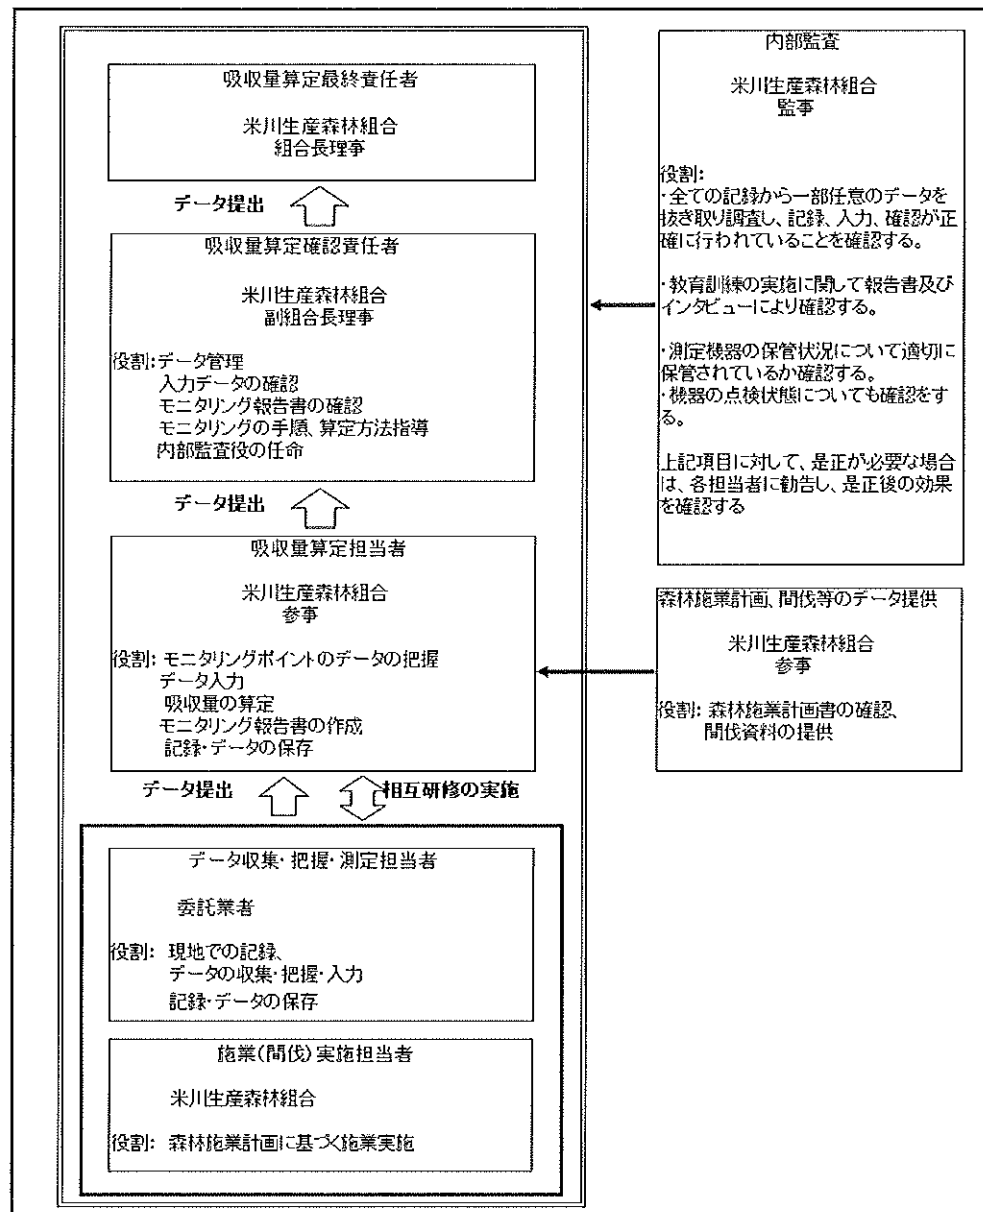 吸収量算定最終責任者
米川生産森林組合
組合長理事
データ提出
吸収量算定確認責任者
米川生産森林組合
副組合長理事
役割:データ管理
入力データの確認
モニタリング報告書の確認
モニタリングの手順、算定方法指導
内部監査役の任命
データ提出
吸収量算定担当者
米川生産森林組合
参事
役割: モニタリングポイントのデータの把握
データ入力
吸収量の算定
モニタリング報告書の作成
記録・データの保存
データ提出
相互研修の実施
データ収集・把握・測定担当者
委託業者
役割: 現地での記録、
データの収集・把握・入力
記録・データの保存
施業(間伐)実施担当者
米川生産森林組合
役割: 森林施業計画に基づく施業実施
内部監査
米川生産森林組合
監事
役割:
・全ての記録から一部任意のデータを
抜き取り調査し、記録、入力、確認が正
確に行われていることを確認する。
・教育訓練の実施に関して報告書及び
インタビューにより確認する。
・測定機器の保管状況について適切に
保管されているか確認する。
・機器の点検状態についても確認をす
る。
上記項目に対して、是正が必要な場合
は、各担当者に勧告し、是正後の効果
を確認する
森林施業計画、間伐等のデータ提供
米川生産森林組合
参事
役割: 森林施業計画書の確認、
間伐資料の提供